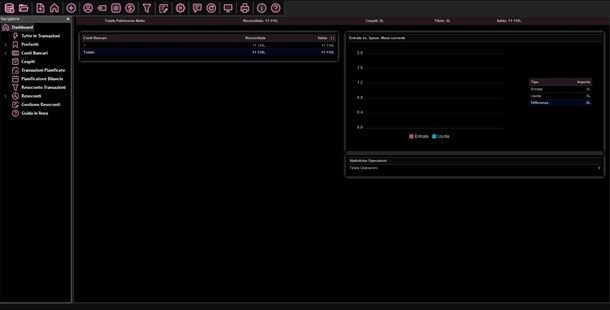 Navigatore
Totale Patrimonio Netto Riconciliata: 11 110L Cespiti: 0L Titolo: 0L Saldo: 11 110L
Dashboard
Tutte le Transazioni
Preferiti
Conti Bancari
Cespiti
Transazioni Pianificate
Pianificatore Bilancio
Resoconto Transazioni
Resoconti
Gestione Resoconti
Guida in linea
Conti Bancari Riconciliata Saldo
1 11 110L 11 110L
Totale: 11 110L 11 110L
Entrate vs. Spese: Mese corrente
2.0
1.6
1.2
0.8
0.4
0.0
Entrate Uscite
Tipo Importo
Entrate 0L
Uscite 0L
Differenza 0L
Statistiche Operazioni
Totale Operazioni: 0